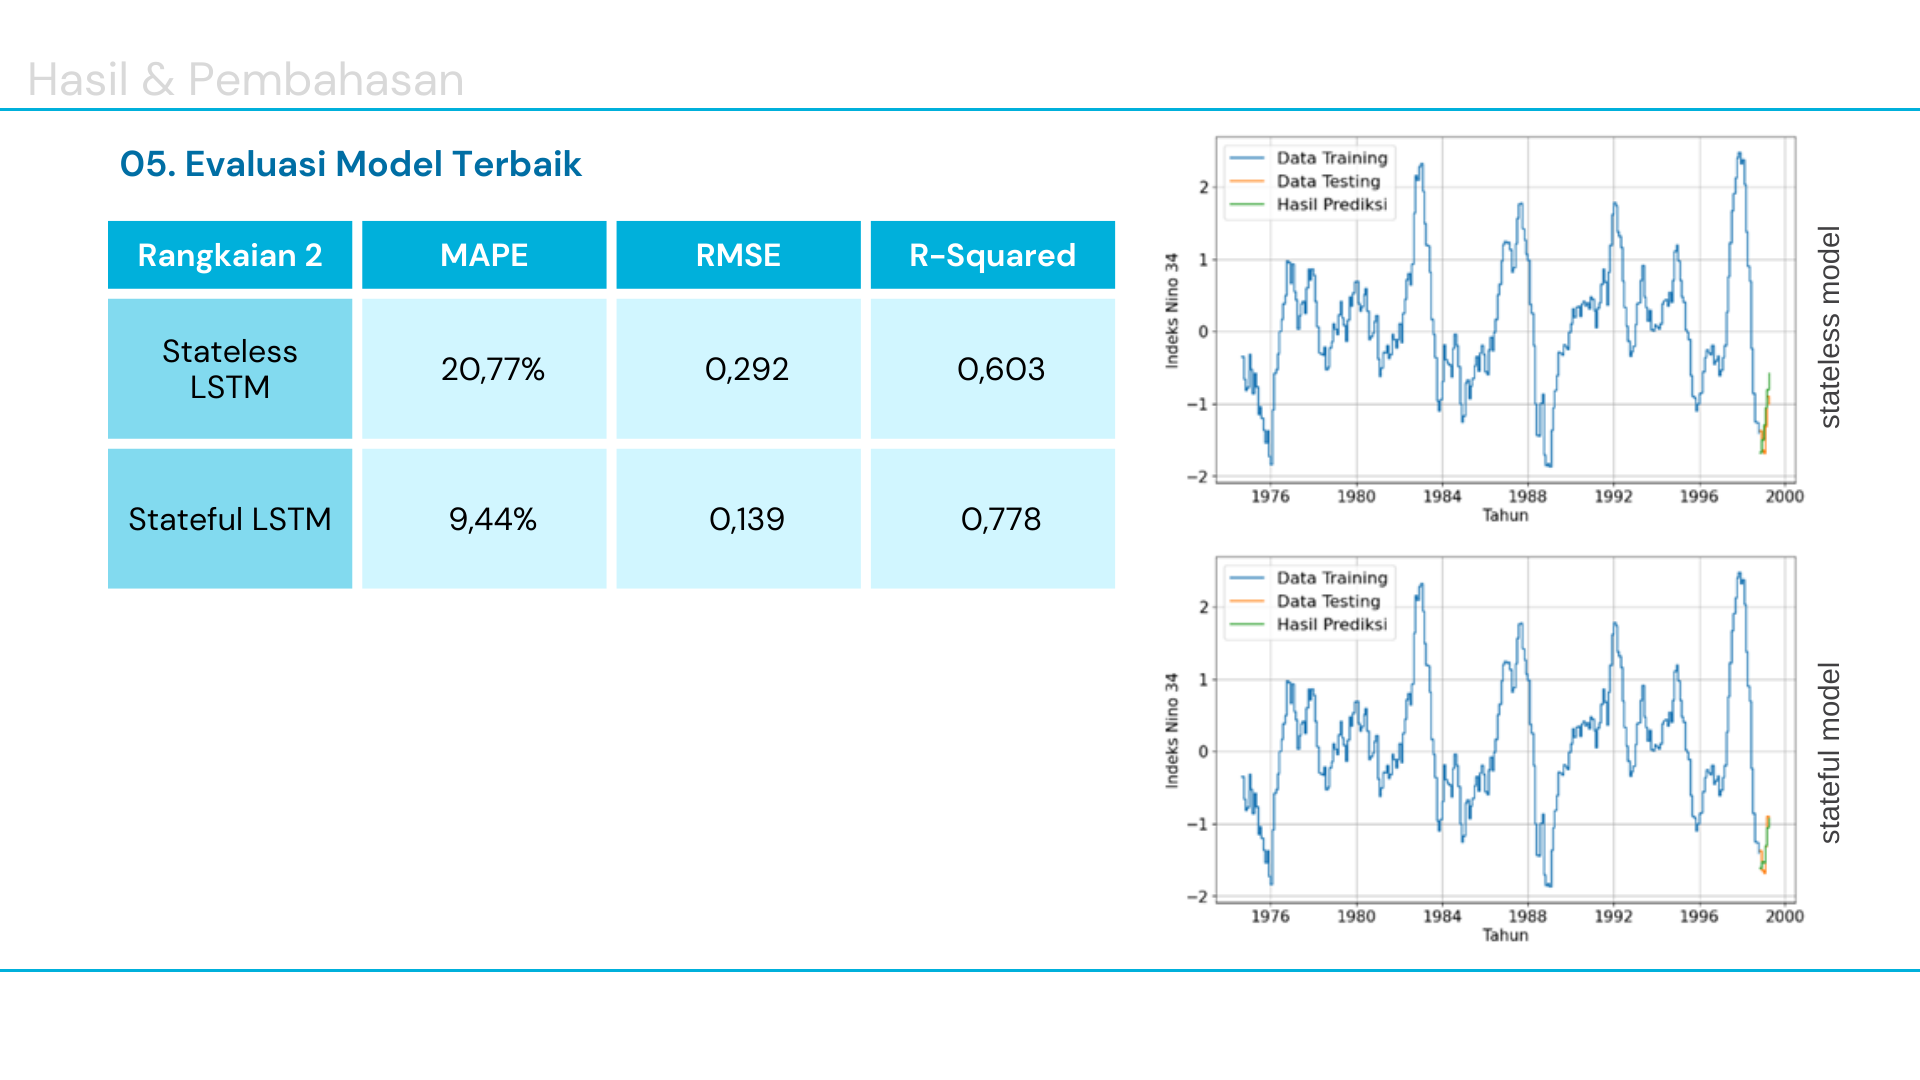 Hasil & Pembahasan
05. Evaluasi Model Terbaik
Rangkaian 2 MAPE RMSE R-Squared
Stateless
LSTM
20,77% 0,292 0,603
Stateful LSTM 9,44% 0,139 0,778
Data Training
Data Testing
Hasil Prediksi
2
1
0
−1
−2
Indeks Nino 34
1976 1980 1984 1988 1992 1996 2000
Tahun
stateless model
Data Training
Data Testing
Hasil Prediksi
2
1
0
−1
−2
Indeks Nino 34
1976 1980 1984 1988 1992 1996 2000
Tahun
stateful model